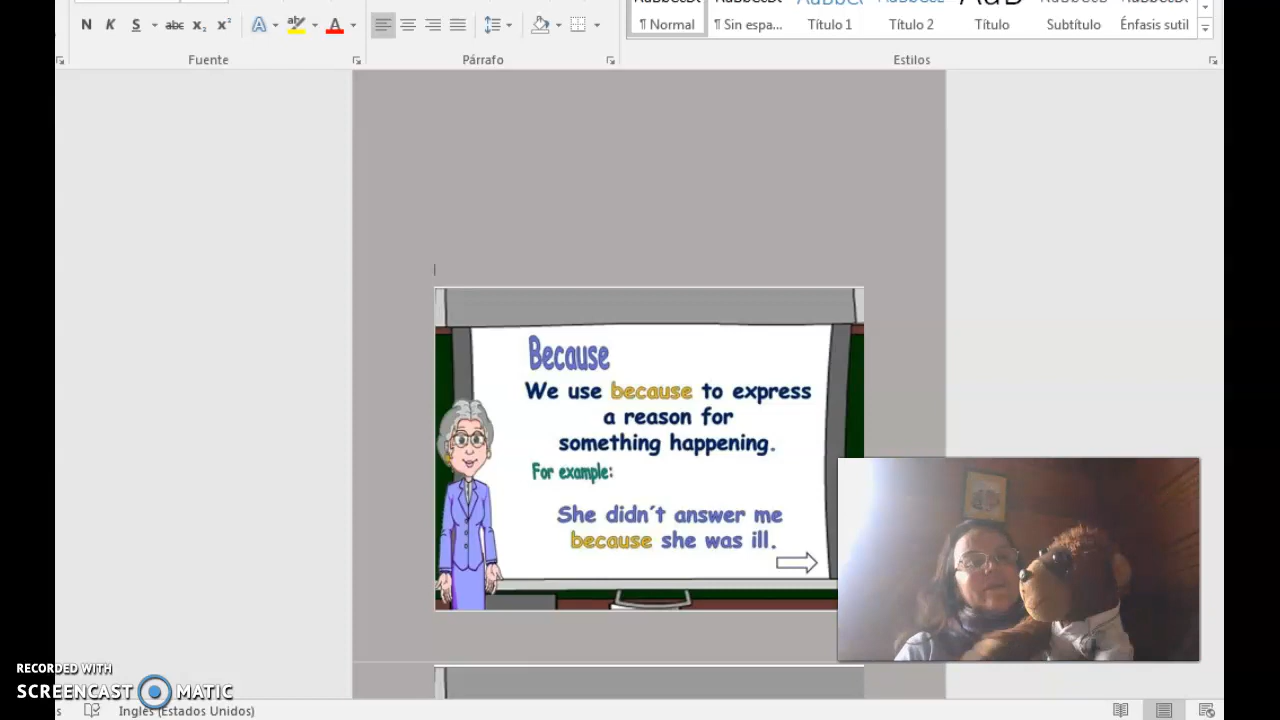 N K S abc x₂ x² A aby A
¶ Normal ¶ Sin espa... Título 1 Título 2 Título Subtítulo Énfasis sutil
Fuente Párrafo Estilos
Because
We use because to express
a reason for
something happening.
For example:
She didn´t answer me
because she was ill.
RECORDED WITH
SCREENCAST MATIC
Inglés (Estados Unidos)